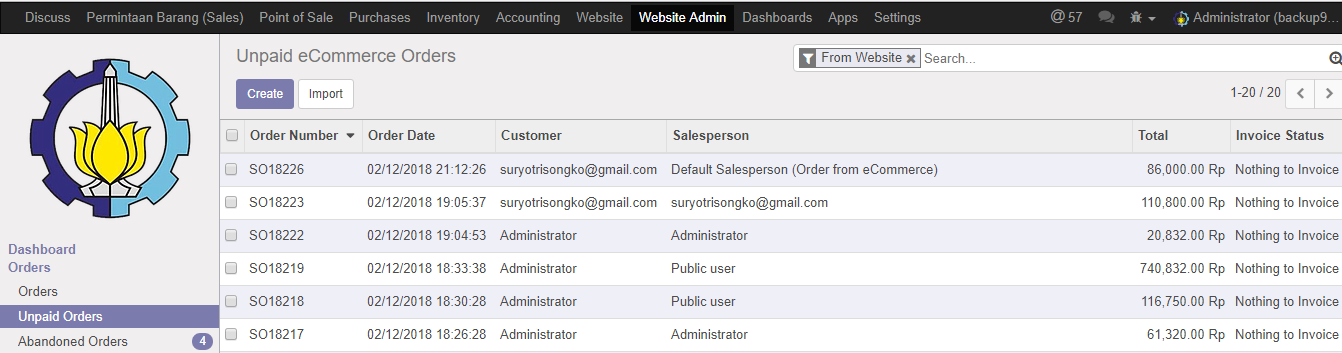 Discuss Permintaan Barang (Sales) Point of Sale Purchases Inventory Accounting Website Website Admin Dashboards Apps Settings @ 57 Administrator (backup9...
Unpaid eCommerce Orders
From Website Search...
Create Import
1-20 / 20
Order Number Order Date Customer Salesperson Total Invoice Status
SO18226 02/12/2018 21:12:26 suryotrisongko@gmail.com Default Salesperson (Order from eCommerce) 86,000.00 Rp Nothing to Invoice
SO18223 02/12/2018 19:05:37 suryotrisongko@gmail.com suryotrisongko@gmail.com 110,800.00 Rp Nothing to Invoice
SO18222 02/12/2018 19:04:53 Administrator Administrator 20,832.00 Rp Nothing to Invoice
SO18219 02/12/2018 18:33:38 Administrator Public user 740,832.00 Rp Nothing to Invoice
SO18218 02/12/2018 18:30:28 Administrator Public user 116,750.00 Rp Nothing to Invoice
SO18217 02/12/2018 18:26:28 Administrator Administrator 61,320.00 Rp Nothing to Invoice
Dashboard
Orders
Orders
Unpaid Orders
Abandoned Orders 4